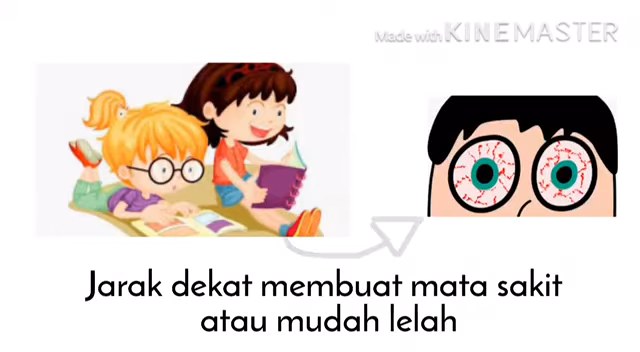 Made with KINEMASTER
Jarak dekat membuat mata sakit
atau mudah lelah